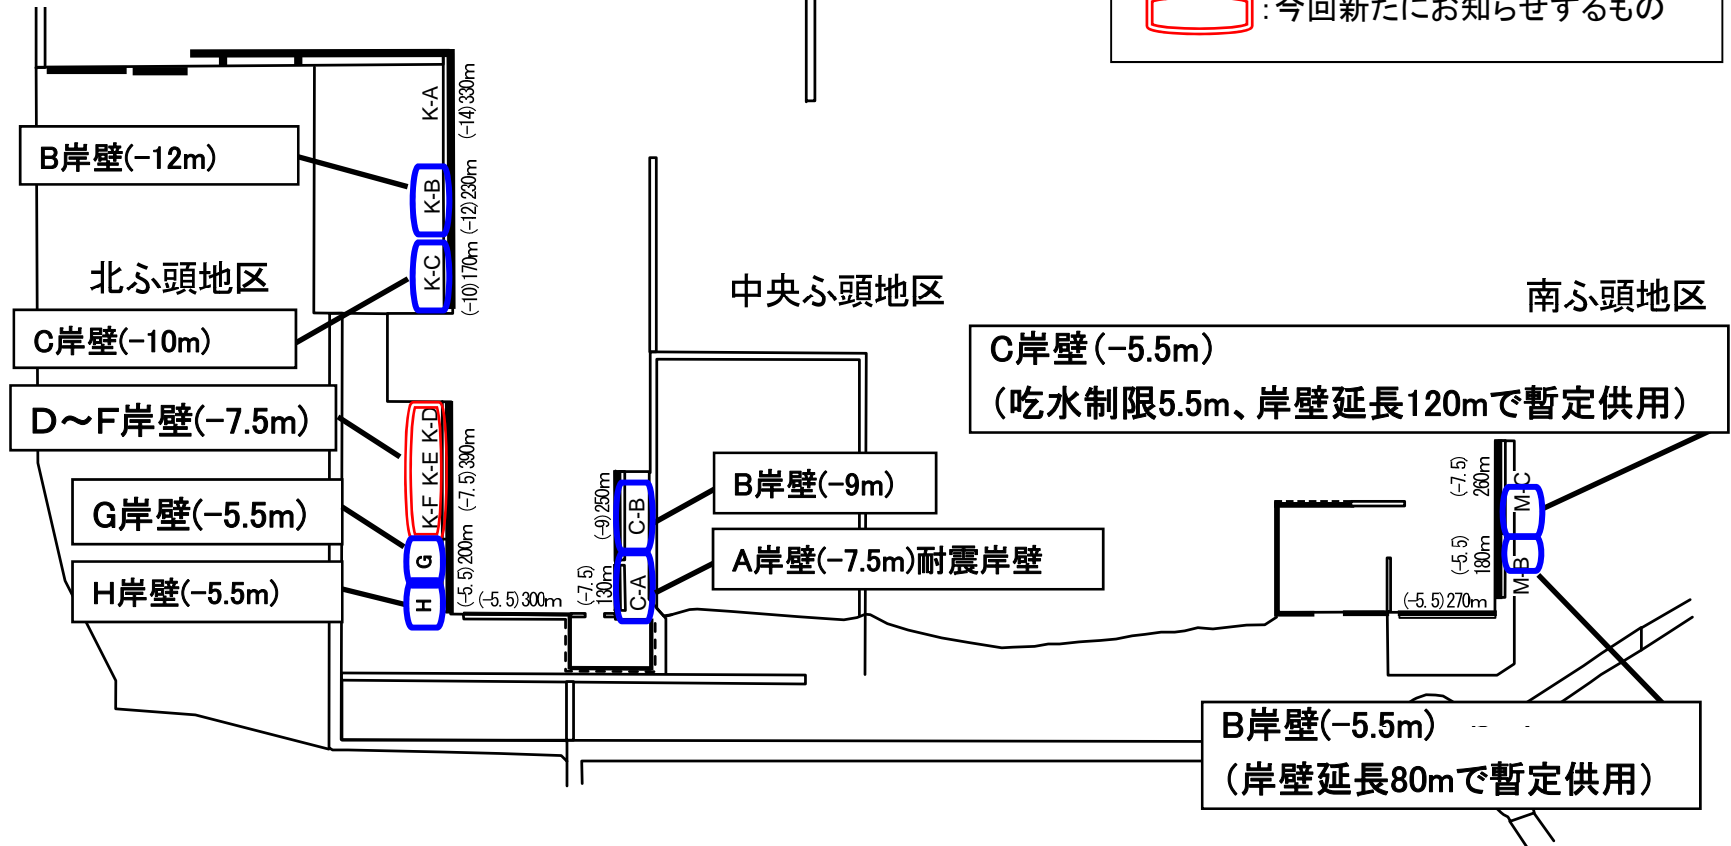 ：今回新たにお知らせするもの
K-A
(-14)330m
B岸壁(-12m)
K-B
(-12)230m
北ふ頭地区
K-C
(-10)170m
C岸壁(-10m)
中央ふ頭地区
南ふ頭地区
D～F岸壁(-7.5m)
K-F K-E K-D
(-7.5)390m
G岸壁(-5.5m)
G
H岸壁(-5.5m)
H
(-5.5)200m
(-5.5)300m
B岸壁(-9m)
C-B
(-9)250m
A岸壁(-7.5m)耐震岸壁
C-A
(-7.5)
130m
C岸壁(-5.5m)
(吃水制限5.5m、岸壁延長120mで暫定供用)
M-C
(-7.5)
260m
M-B
(-5.5)
180m
(-5.5)270m
B岸壁(-5.5m)
(岸壁延長80mで暫定供用)